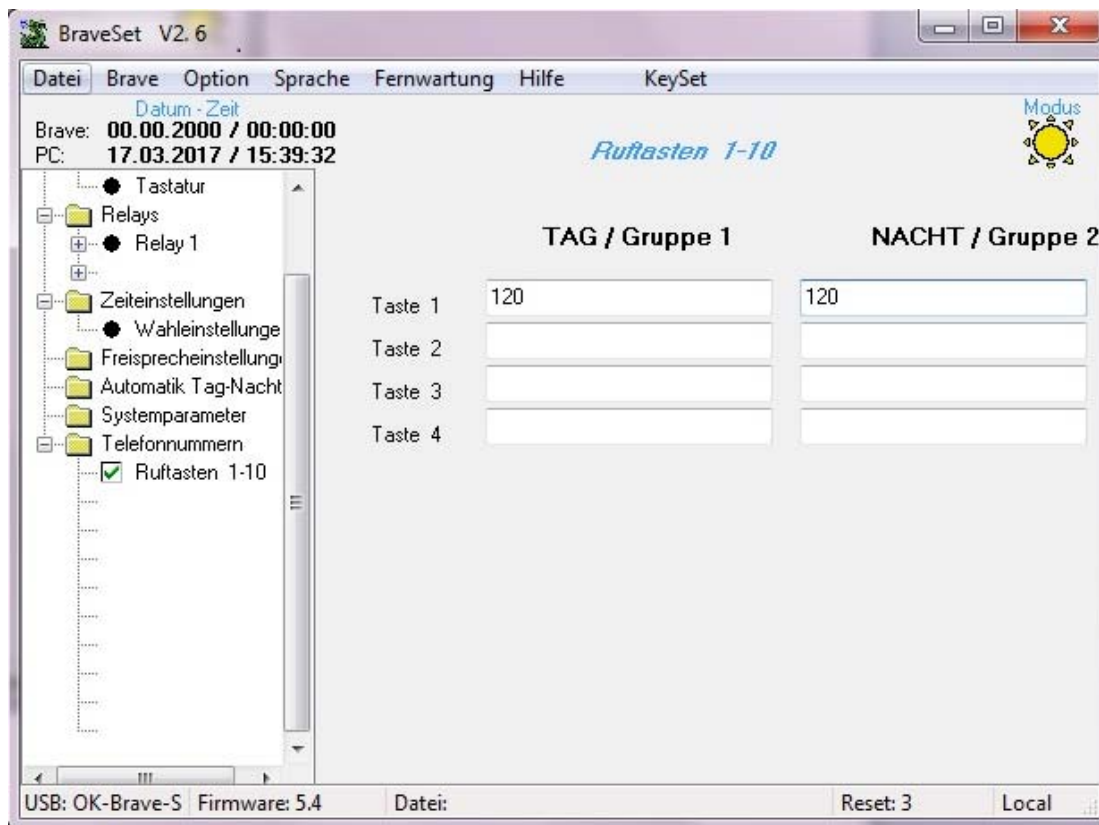 BraveSet V2. 6
Datei Brave Option Sprache Fernwartung Hilfe KeySet
Datum - Zeit
Brave: 00.00.2000 / 00:00:00
PC: 17.03.2017 / 15:39:32
Ruftasten 1-10
Modus
Tastatur
Relays
Relay 1
Zeiteinstellungen
Wahleinstellunge
Freisprecheinstellung
Automatik Tag-Nacht
Systemparameter
Telefonnummern
Ruftasten 1-10
TAG / Gruppe 1 NACHT / Gruppe 2
Taste 1 120 120
Taste 2
Taste 3
Taste 4
USB: OK-Brave-S Firmware: 5.4 Datei: Reset: 3 Local